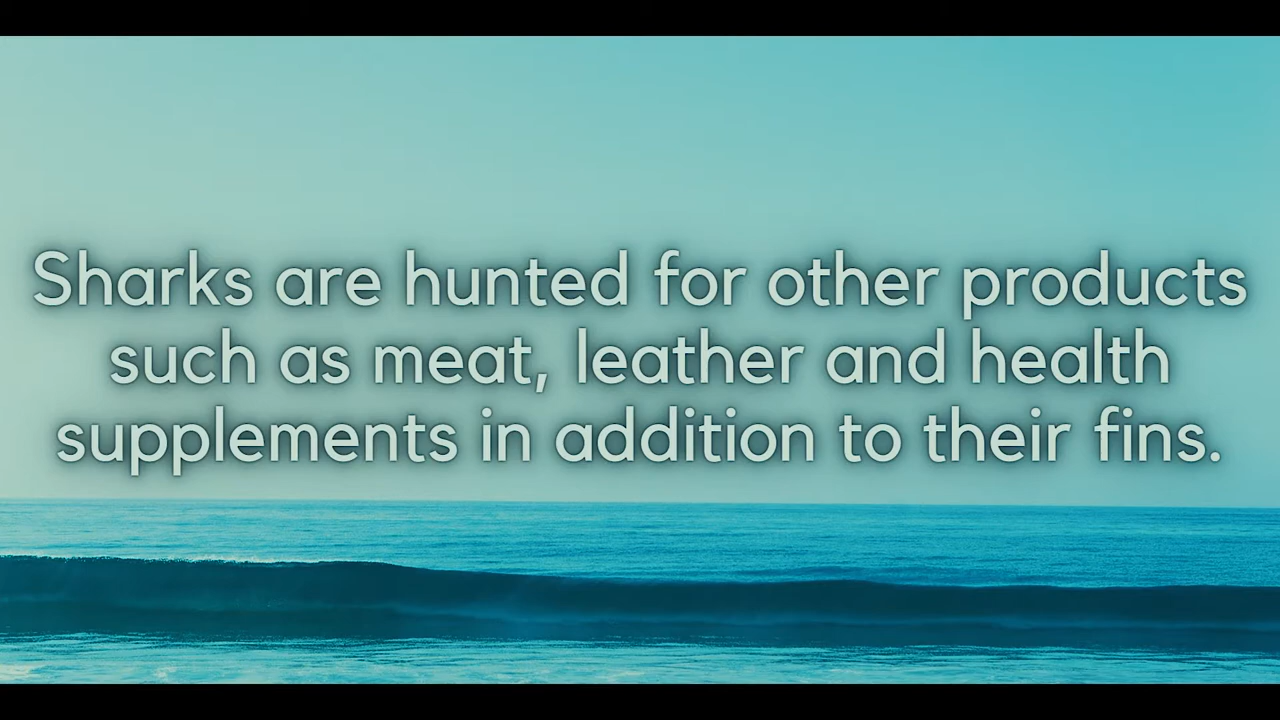 Sharks are hunted for other products
such as meat, leather and health
supplements in addition to their fins.